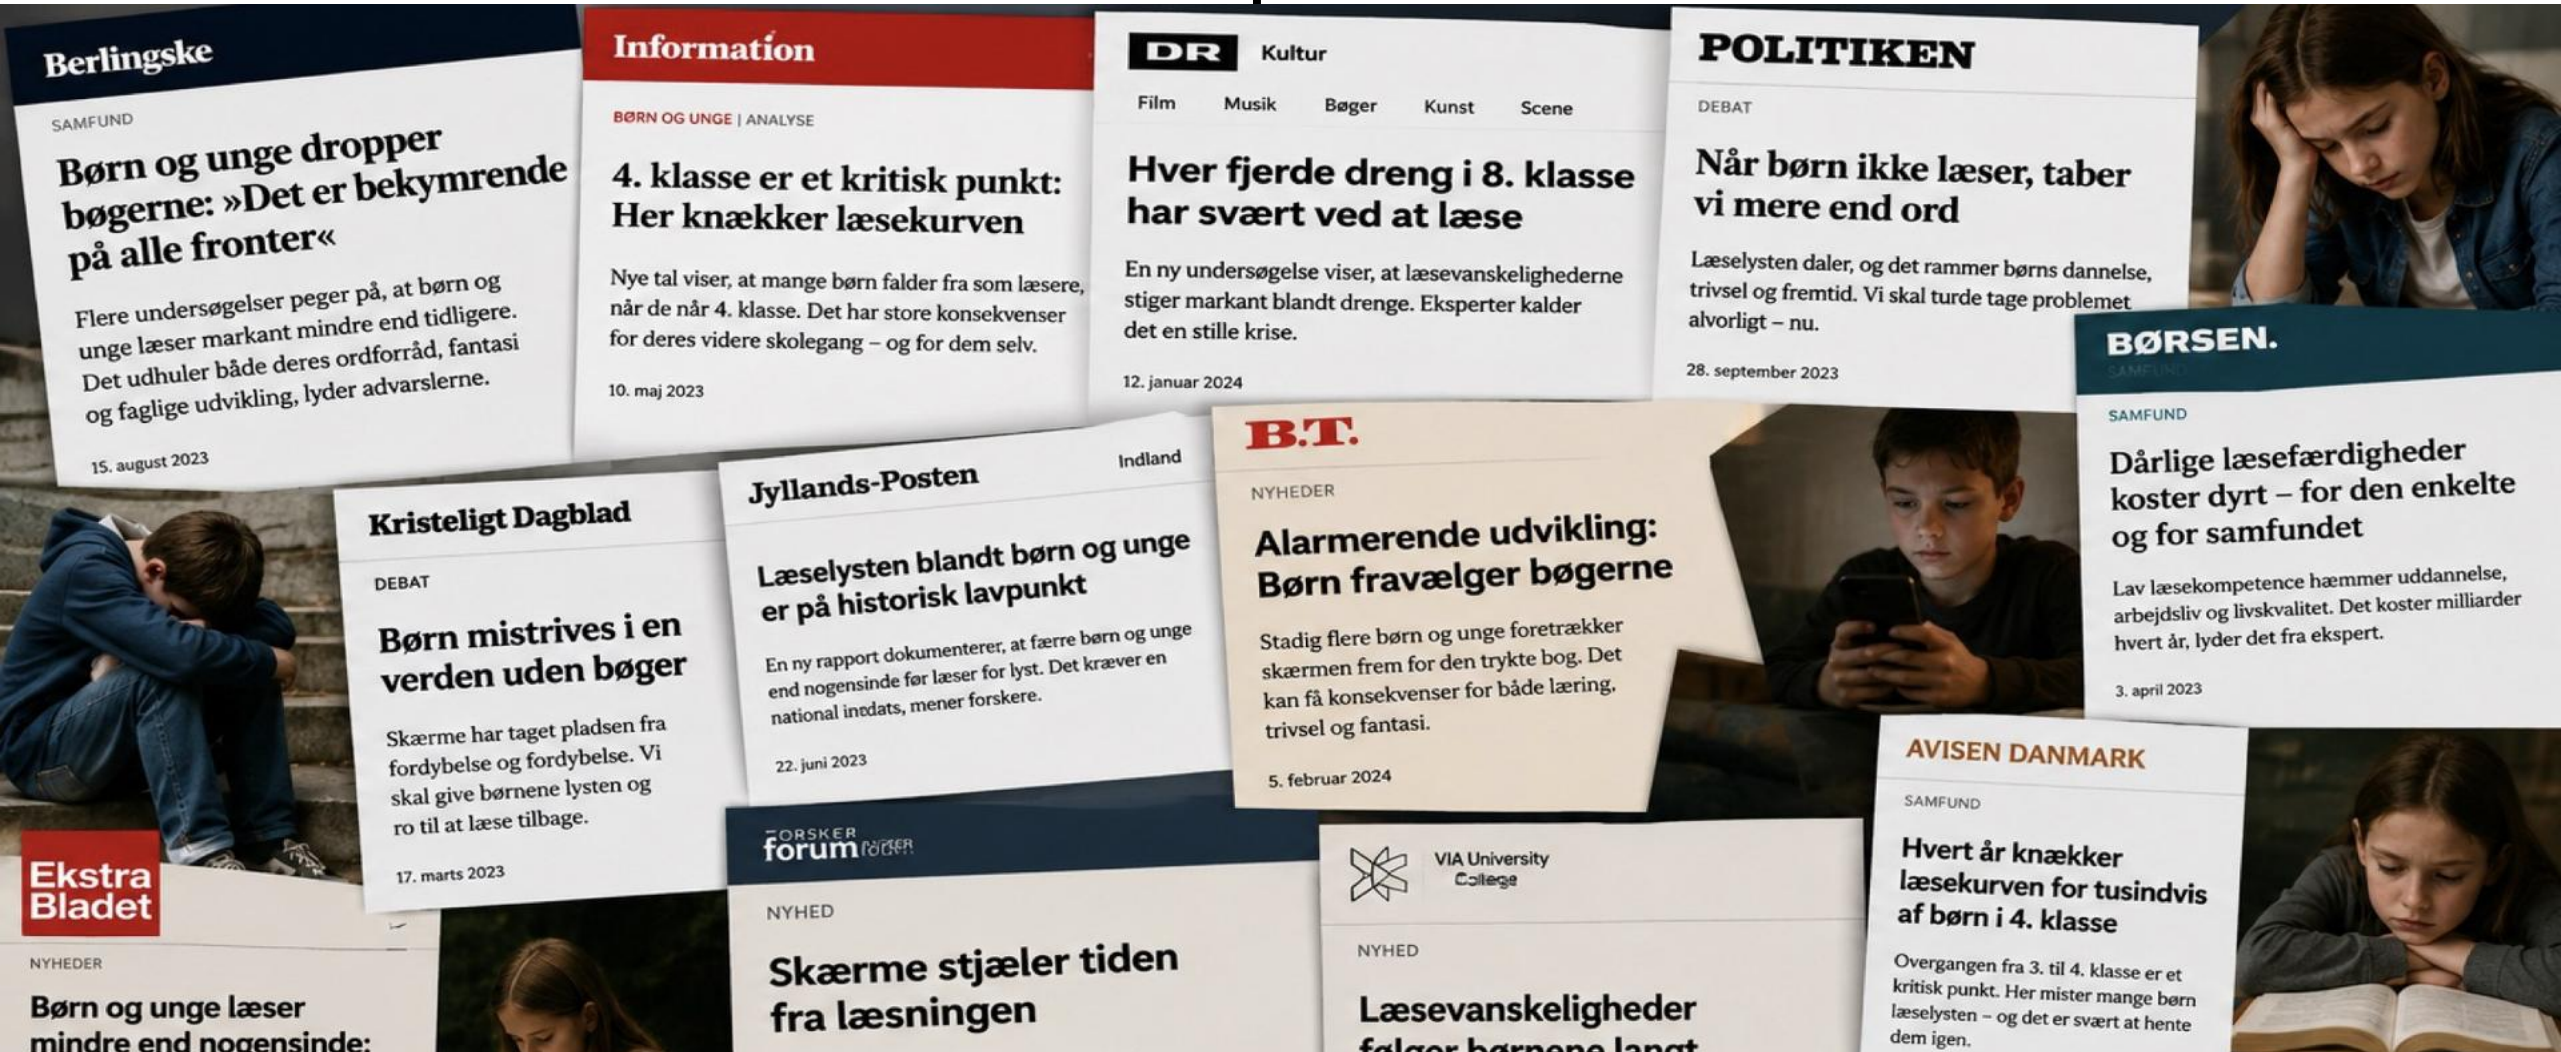 Berlingske
SAMFUND
Børn og unge dropper
bøgerne: »Det er bekymrende
på alle fronter«
Flere undersøgelser peger på, at børn og
unge læser markant mindre end tidligere.
Det udhuler både deres ordforråd, fantasi
og faglige udvikling, lyder advarslerne.
15. august 2023
Information
BØRN OG UNGE | ANALYSE
4. klasse er et kritisk punkt:
Her knækker læsekurven
Nye tal viser, at mange børn falder fra som læsere,
når de når 4. klasse. Det har store konsekvenser
for deres videre skolegang – og for dem selv.
10. maj 2023
DR Kultur
Film Musik Bøger Kunst Scene
Hver fjerde dreng i 8. klasse
har svært ved at læse
En ny undersøgelse viser, at læsevanskelighederne
stiger markant blandt drenge. Eksperter kalder
det en stille krise.
12. januar 2024
POLITIKEN
DEBAT
Når børn ikke læser, taber
vi mere end ord
Læselysten daler, og det rammer børns dannelse,
trivsel og fremtid. Vi skal turde tage problemet
alvorligt – nu.
28. september 2023
BØRSEN.
SAMFUND
SAMFUND
Dårlige læsefærdigheder
koster dyrt – for den enkelte
og for samfundet
Lav læsekompetence hæmmer uddannelse,
arbejdsliv og livskvalitet. Det koster milliarder
hvert år, lyder det fra ekspert.
3. april 2023
Kristeligt Dagblad
DEBAT
Børn mistrives i en
verden uden bøger
Skærme har taget pladsen fra
fordybelse og fordybelse. Vi
skal give børnene lysten og
ro til at læse tilbage.
17. marts 2023
Jyllands-Posten Indland
Læselysten blandt børn og unge
er på historisk lavpunkt
En ny rapport dokumenterer, at færre børn og unge
end nogensinde før læser for lyst. Det kræver en
national, mener forskere.
22. juni 2023
B.T.
NYHEDER
Alarmerende udvikling:
Børn fravælger bøgerne
Stadig flere børn og unge foretrækker
skærmen frem for den trykte bog. Det
kan få konsekvenser for både læring,
trivsel og fantasi.
5. februar 2024
Ekstra
Bladet
NYHEDER
Børn og unge læser
mindre end nogensinde:
FORSKER
forum
NYHED
Skærme stjæler tiden
fra læsningen
VIA University
College
NYHED
Læsevanskeligheder
følger børnene langt
AVISEN DANMARK
SAMFUND
Hvert år knækker
læsekurven for tusindvis
af børn i 4. klasse
Overgangen fra 3. til 4. klasse er et
kritisk punkt. Her mister mange børn
læselysten – og det er svært at hente
dem igen.